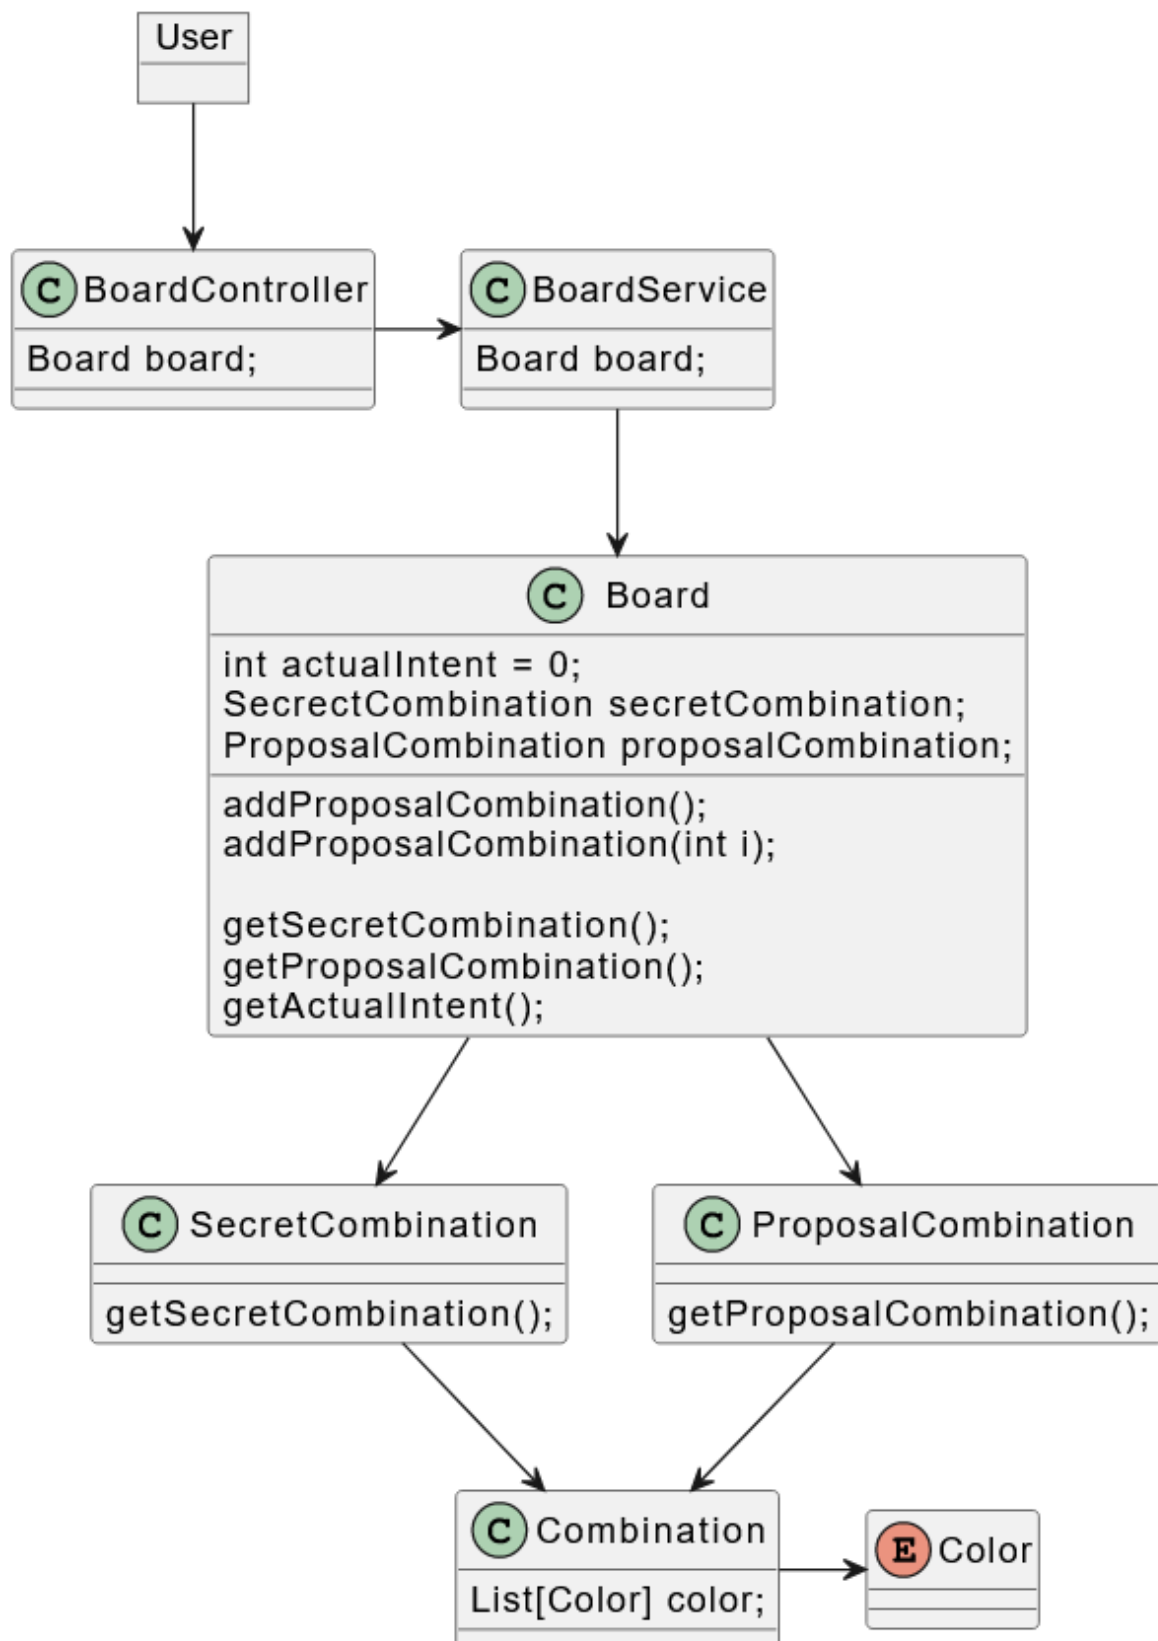 User
C BoardController
Board board;
C BoardService
Board board;
C Board
int actualIntent = 0;
SecrectCombination secretCombination;
ProposalCombination proposalCombination;
addProposalCombination();
addProposalCombination(int i);
getSecretCombination();
getProposalCombination();
getActualIntent();
C SecretCombination
getSecretCombination();
C ProposalCombination
getProposalCombination();
C Combination
List[Color] color;
E Color